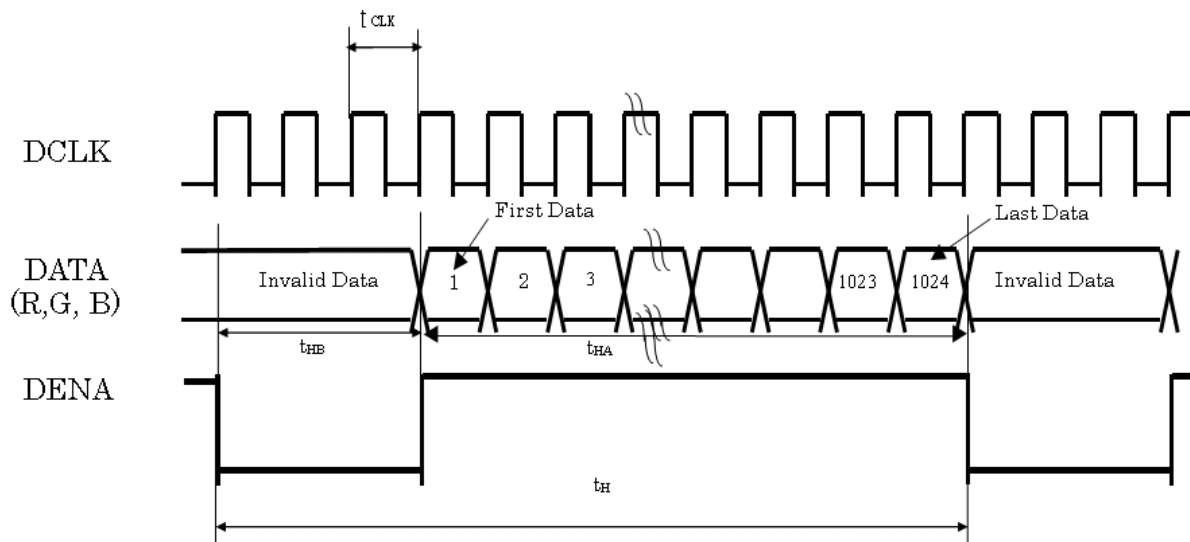 t CLK
DCLK
First Data
Last Data
DATA
(R,G, B)
Invalid Data
1
2
3
1023
1024
Invalid Data
tHB
tHA
DENA
tH